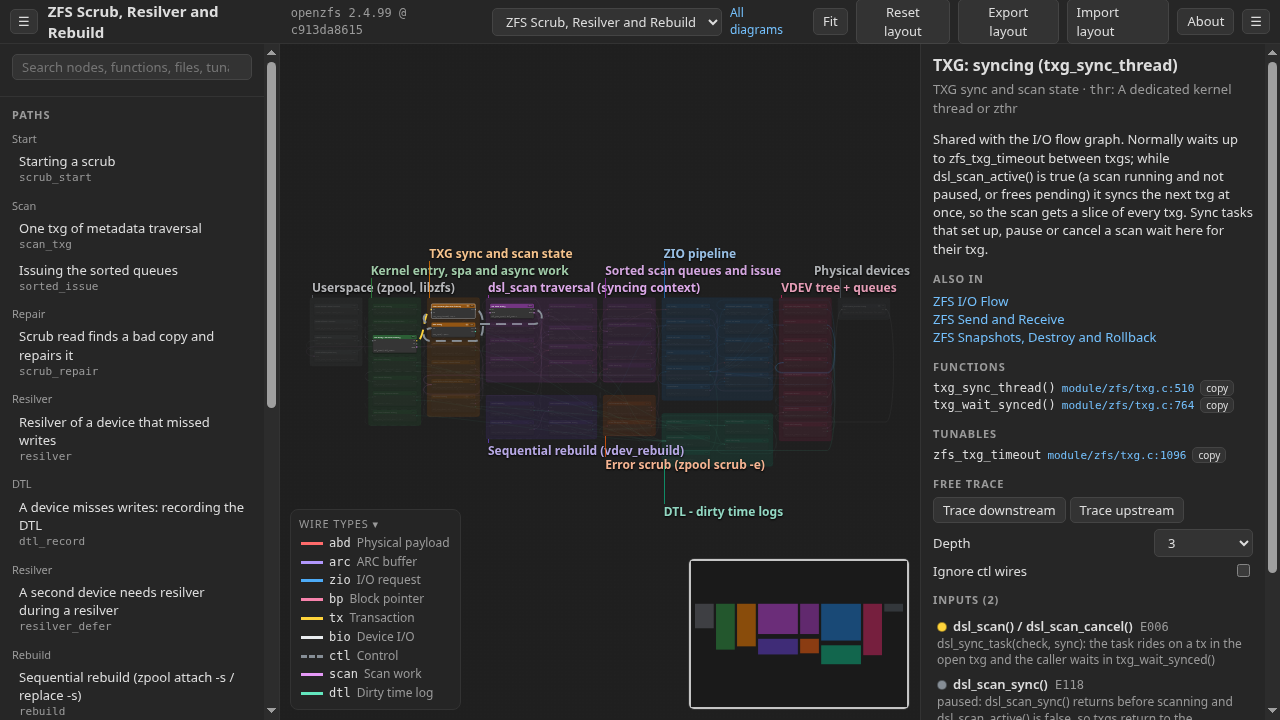 ☰
ZFS Scrub, Resilver and
Rebuild
openzfs 2.4.99 @
c913da8615
ZFS Scrub, Resilver and Rebuild
All
diagrams
Fit
Reset
layout
Export
layout
Import
layout
About
☰
Search nodes, functions, files, tun
PATHS
Start
Starting a scrub
scrub_start
Scan
One txg of metadata traversal
scan_txg
Issuing the sorted queues
sorted_issue
Repair
Scrub read finds a bad copy and
repairs it
scrub_repair
Resilver
Resilver of a device that missed
writes
resilver
DTL
A device misses writes: recording the
DTL
dtl_record
Resilver
A second device needs resilver
during a resilver
resilver_defer
Rebuild
Sequential rebuild (zpool attach -s /
replace -s)
rebuild
TXG sync and scan state
ZIO pipeline
Kernel entry, spa and async work
Sorted scan queues and issue
Physical devices
Userspace (zpool, libzfs)
dsl_scan traversal (syncing context)
VDEV tree + queues
Sequential rebuild (vdev_rebuild)
Error scrub (zpool scrub -e)
DTL - dirty time logs
WIRE TYPES ▾
abd Physical payload
arc ARC buffer
zio I/O request
bp Block pointer
tx Transaction
bio Device I/O
ctl Control
scan Scan work
dtl Dirty time log
TXG: syncing (txg_sync_thread)
TXG sync and scan state · thr: A dedicated kernel
thread or zthr
Shared with the I/O flow graph. Normally waits up
to zfs_txg_timeout between txgs; while
dsl_scan_active() is true (a scan running and not
paused, or frees pending) it syncs the next txg at
once, so the scan gets a slice of every txg. Sync tasks
that set up, pause or cancel a scan wait here for
their txg.
ALSO IN
ZFS I/O Flow
ZFS Send and Receive
ZFS Snapshots, Destroy and Rollback
FUNCTIONS
txg_sync_thread() module/zfs/txg.c:510 copy
txg_wait_synced() module/zfs/txg.c:764 copy
TUNABLES
zfs_txg_timeout module/zfs/txg.c:1096 copy
FREE TRACE
Trace downstream Trace upstream
Depth 3
Ignore ctl wires
INPUTS (2)
dsl_scan() / dsl_scan_cancel() E006
dsl_sync_task(check, sync): the task rides on a tx in the
open txg and the caller waits in txg_wait_synced()
dsl_scan_sync() E118
paused: dsl_scan_sync() returns before scanning and
dsl_scan_active() is false, so txgs return to the